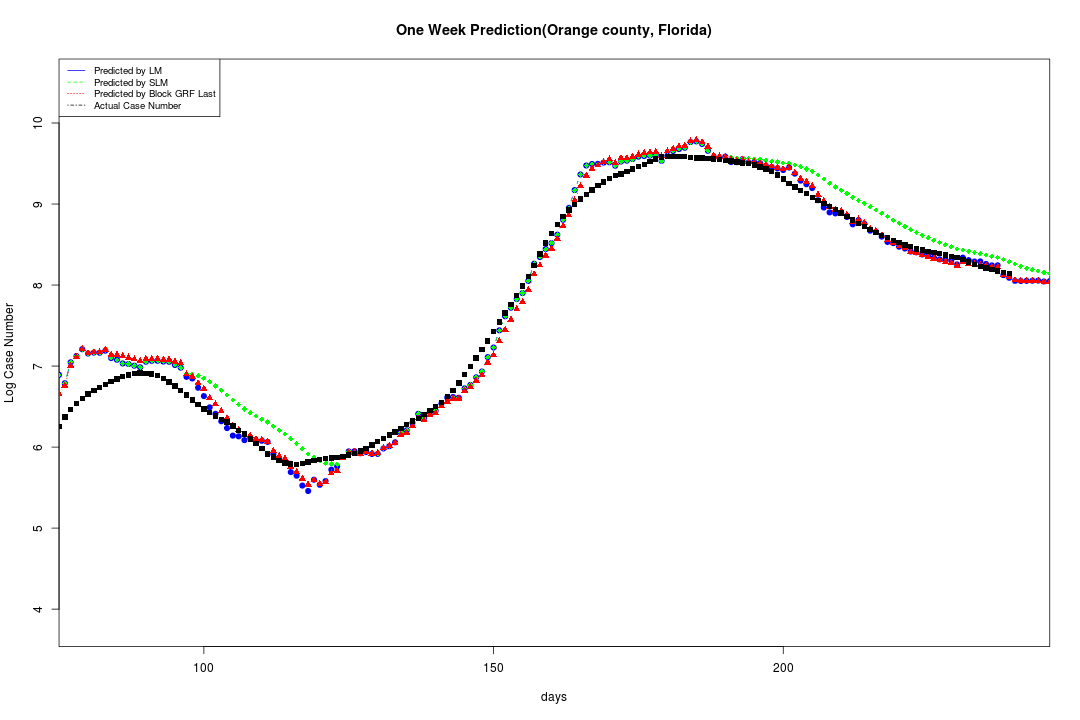 One Week Prediction(Orange county, Florida)
Predicted by LM
Predicted by SLM
Predicted by Block GRF Last
Actual Case Number
10
9
8
7
6
5
4
Log Case Number
100 150 200
days